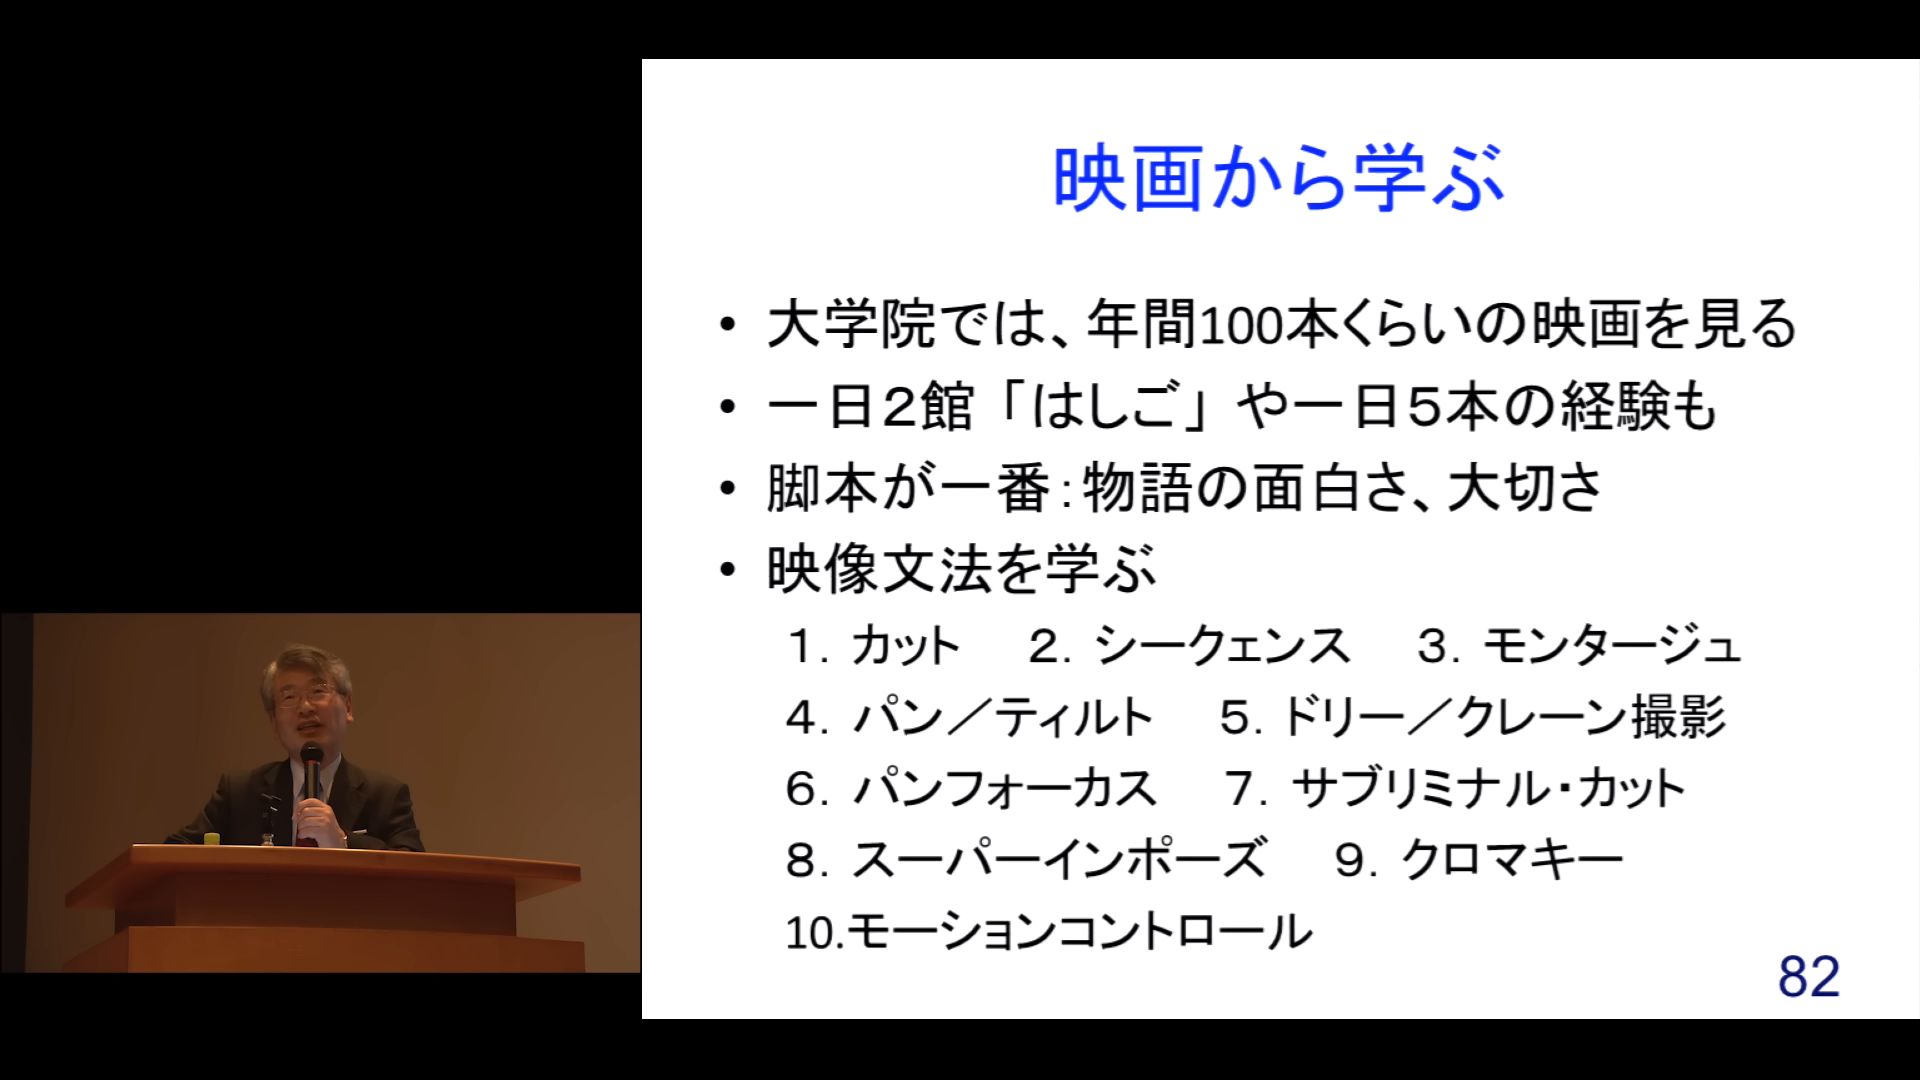 映画から学ぶ
• 大学院では、年間100本くらいの映画を見る
• 一日２館「はしご」や一日５本の経験も
• 脚本が一番：物語の面白さ、大切さ
• 映像文法を学ぶ
１．カット　２．シークェンス　３．モンタージュ
４．パン／ティルト　５．ドリー／クレーン撮影
６．パンフォーカス　７．サブリミナル・カット
８．スーパーインポーズ　９．クロマキー
10.モーションコントロール
82